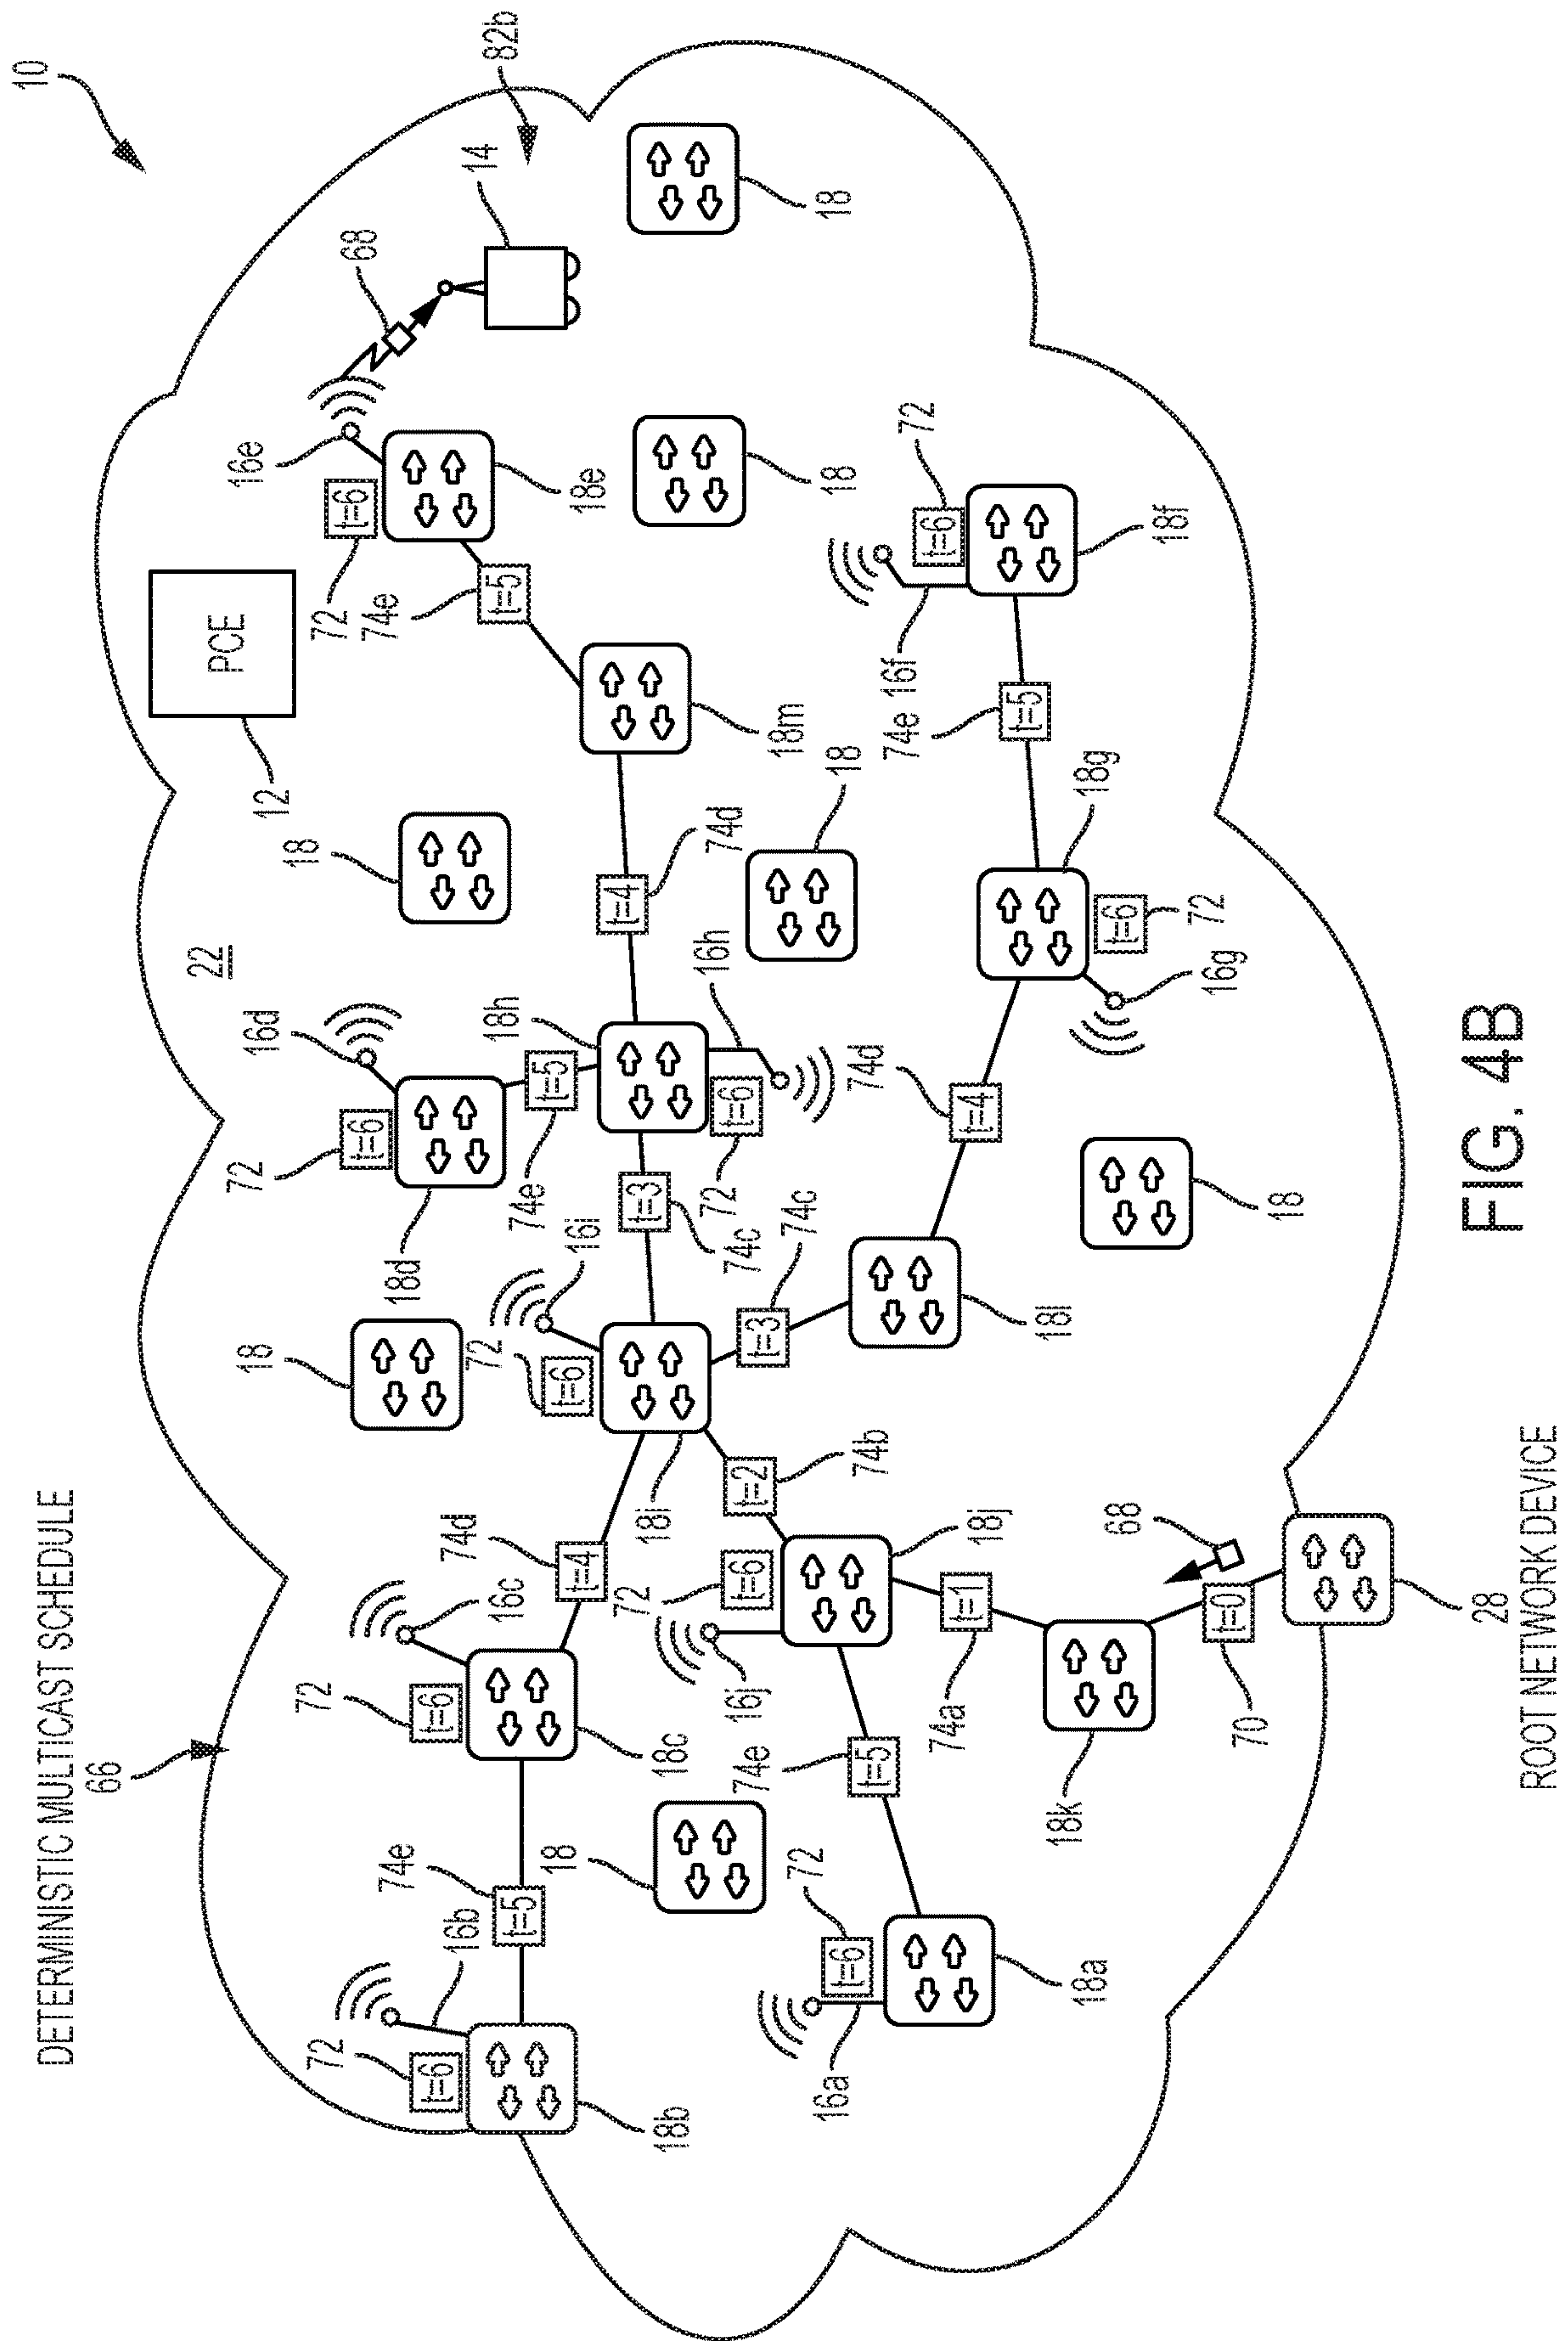 10
DETERMINISTIC MULTICAST SCHEDULE
66
22
PCE
72
16e
18
16d
12
18
72
72
72
t=6
68
t=6
74e
74e
18d
t=6
t=6
16b
74d
14
72
18h
82b
t=5
16c
t=5
74e
t=5
18
t=6
t=4
16i
18e
t=4
72
t=3
18i
18b
18c
16h
72
74d
t=6
74c
74e
16j
t=6
t=2
t=3
18m
74c
72
16a
18
18
18
t=6
74d
74b
t=5
16f
74e
72
t=6
74a
t=1
t=4
18j
t=5
18l
18k
18a
18g
t=6
68
18f
72
16g
t=0
70
18
28
FIG. 4B
ROOT NETWORK DEVICE